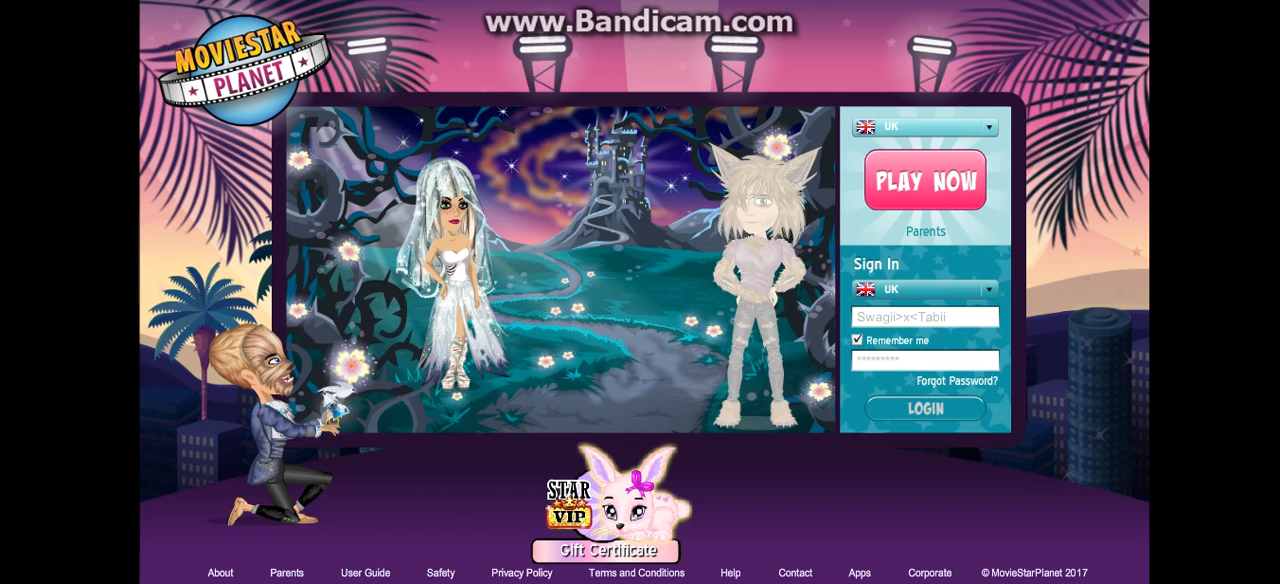 www.Bandicam.com
MOVIESTAR
PLANET
UK
PLAY NOW
Parents
Sign In
UK
Swagii>x<Tabii
Remember me
*********
Forgot Password?
LOGIN
STAR
VIP
Gift Certificate
About Parents User Guide Safety Privacy Policy Terms and Conditions Help Contact Apps Corporate © MovieStarPlanet 2017